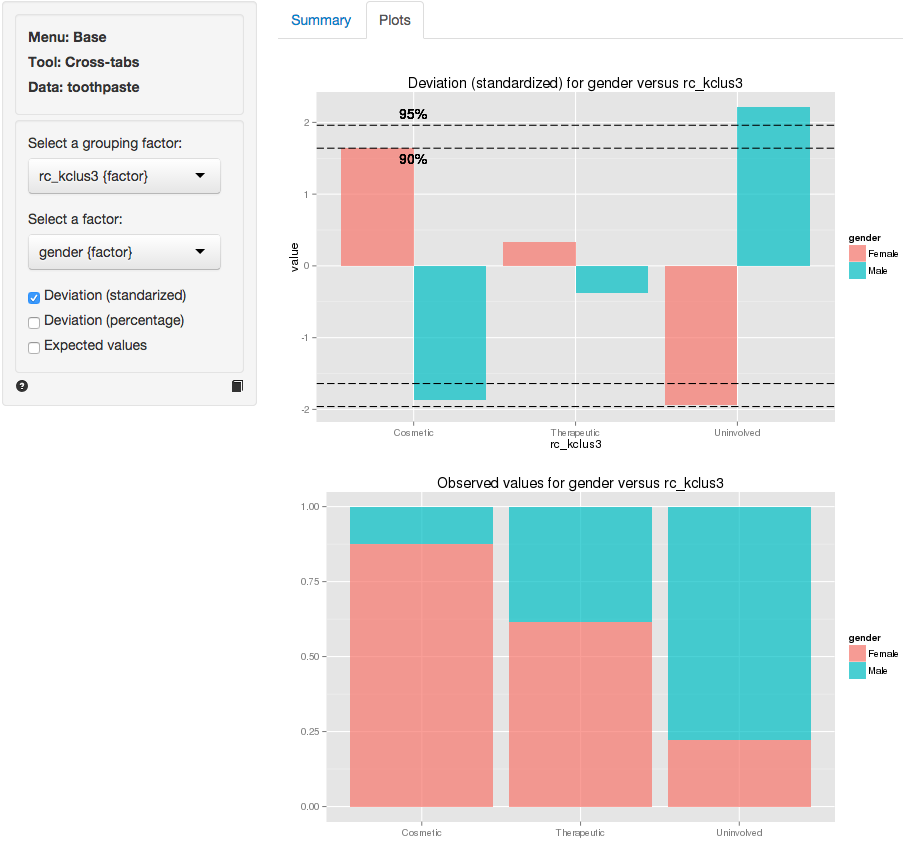 Menu: Base
Tool: Cross-tabs
Data: toothpaste
Select a grouping factor:
rc_kclus3 {factor}
Select a factor:
gender {factor}
Deviation (standarized)
Deviation (percentage)
Expected values
?
Summary
Plots
Deviation (standardized) for gender versus rc_kclus3
95%
90%
2
1
0
-1
-2
value
Cosmetic
Therapeutic
Uninvolved
rc_kclus3
gender
Female
Male
Observed values for gender versus rc_kclus3
1.00
0.75
0.50
0.25
0.00
Cosmetic
Therapeutic
Uninvolved
gender
Female
Male